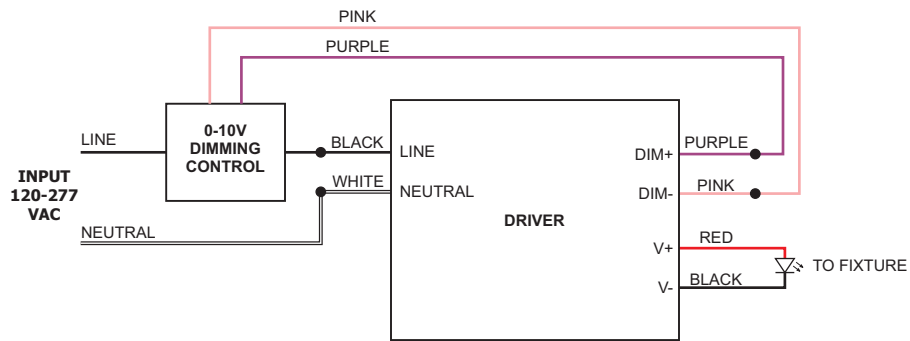 PINK
PURPLE
LINE
0-10V
DIMMING
CONTROL
BLACK
LINE
INPUT
120-277
VAC
WHITE
NEUTRAL
NEUTRAL
DRIVER
DIM+
PURPLE
DIM-
PINK
V+
RED
V-
BLACK
TO FIXTURE